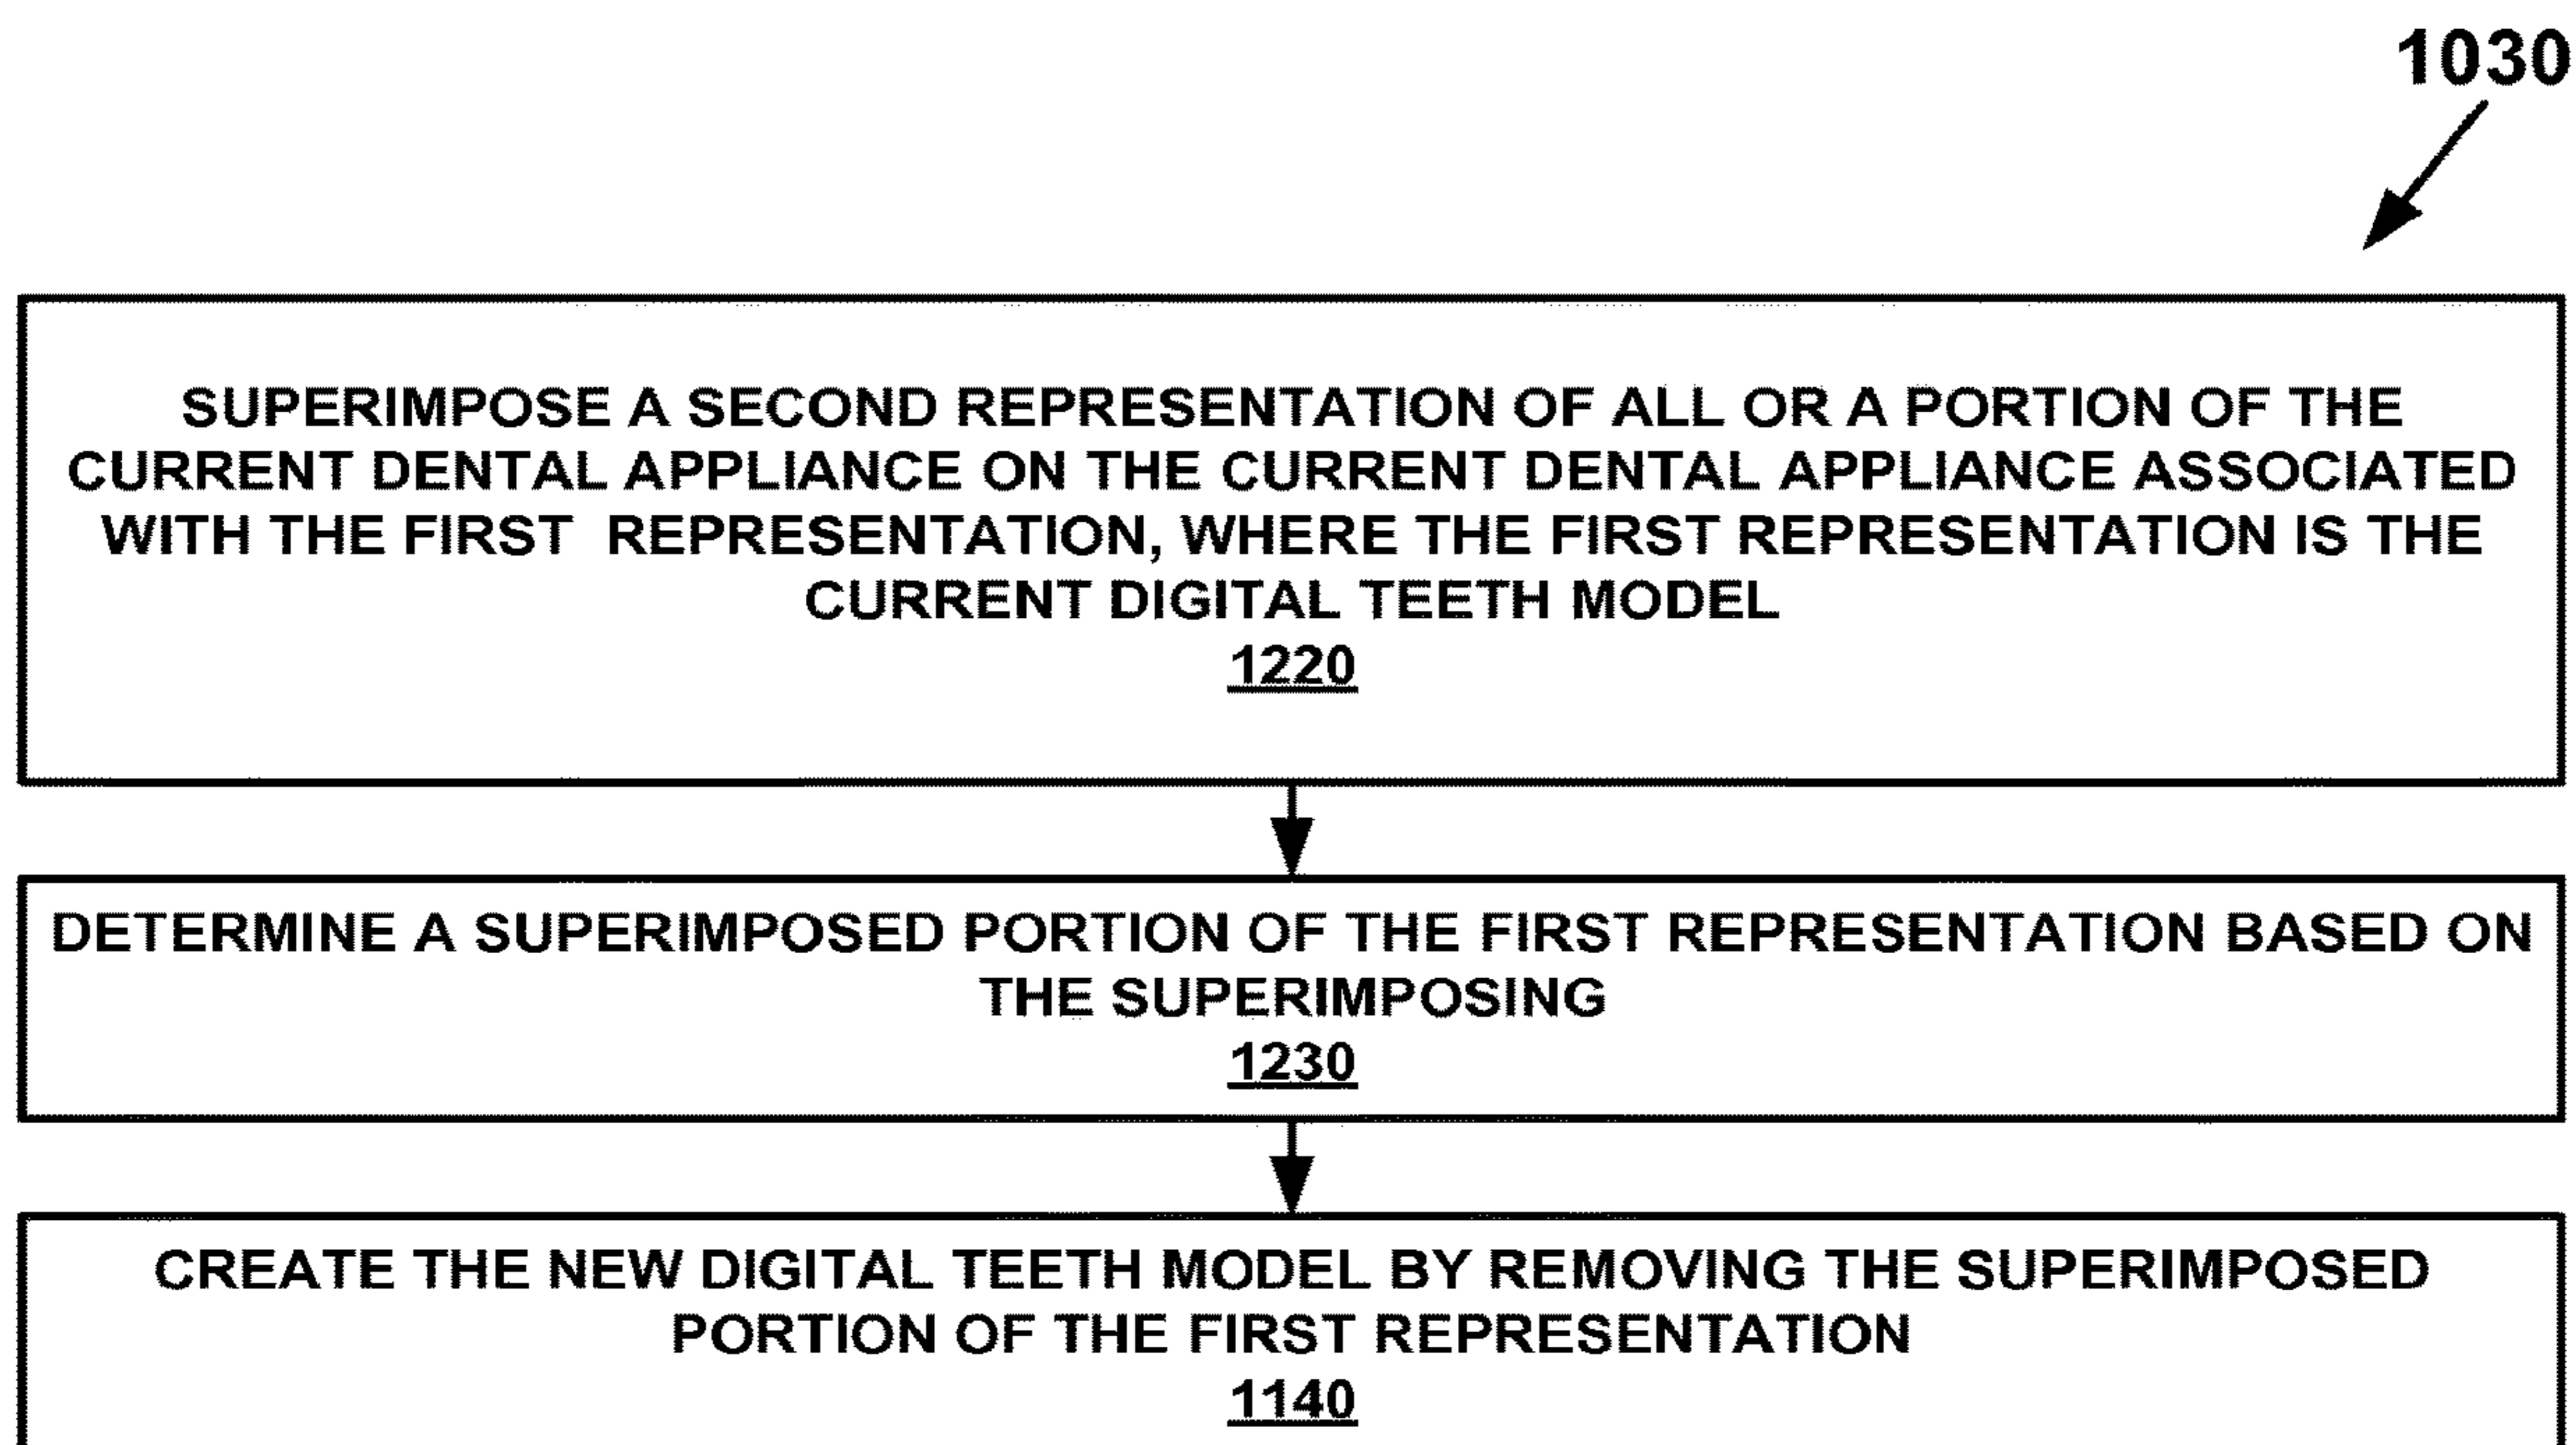 1030
SUPERIMPOSE A SECOND REPRESENTATION OF ALL OR A PORTION OF THE
CURRENT DENTAL APPLIANCE ON THE CURRENT DENTAL APPLIANCE ASSOCIATED
WITH THE FIRST REPRESENTATION, WHERE THE FIRST REPRESENTATION IS THE
CURRENT DIGITAL TEETH MODEL
1220
DETERMINE A SUPERIMPOSED PORTION OF THE FIRST REPRESENTATION BASED ON
THE SUPERIMPOSING
1230
CREATE THE NEW DIGITAL TEETH MODEL BY REMOVING THE SUPERIMPOSED
PORTION OF THE FIRST REPRESENTATION
1140